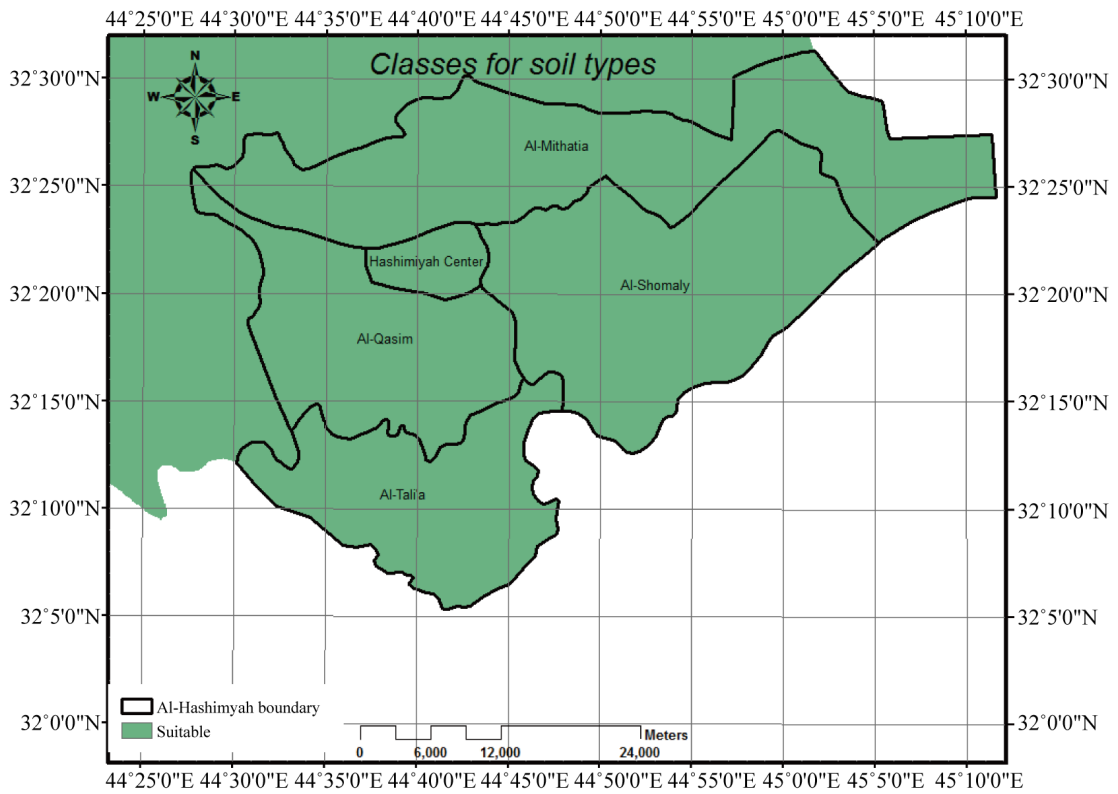 44°25'0"E 44°30'0"E 44°35'0"E 44°40'0"E 44°45'0"E 44°50'0"E 44°55'0"E 45°0'0"E 45°5'0"E 45°10'0"E
Classes for soil types
N
W E
S
32°30'0"N 32°30'0"N
Al-Mithatia
32°25'0"N 32°25'0"N
Hashimiyah Center
Al-Shomaly
32°20'0"N 32°20'0"N
Al-Qasim
32°15'0"N 32°15'0"N
Al-Tali'a
32°10'0"N 32°10'0"N
32°5'0"N 32°5'0"N
Al-Hashimyah boundary
32°0'0"N 32°0'0"N
Suitable
Meters
0 6,000 12,000 24,000
44°25'0"E 44°30'0"E 44°35'0"E 44°40'0"E 44°45'0"E 44°50'0"E 44°55'0"E 45°0'0"E 45°5'0"E 45°10'0"E